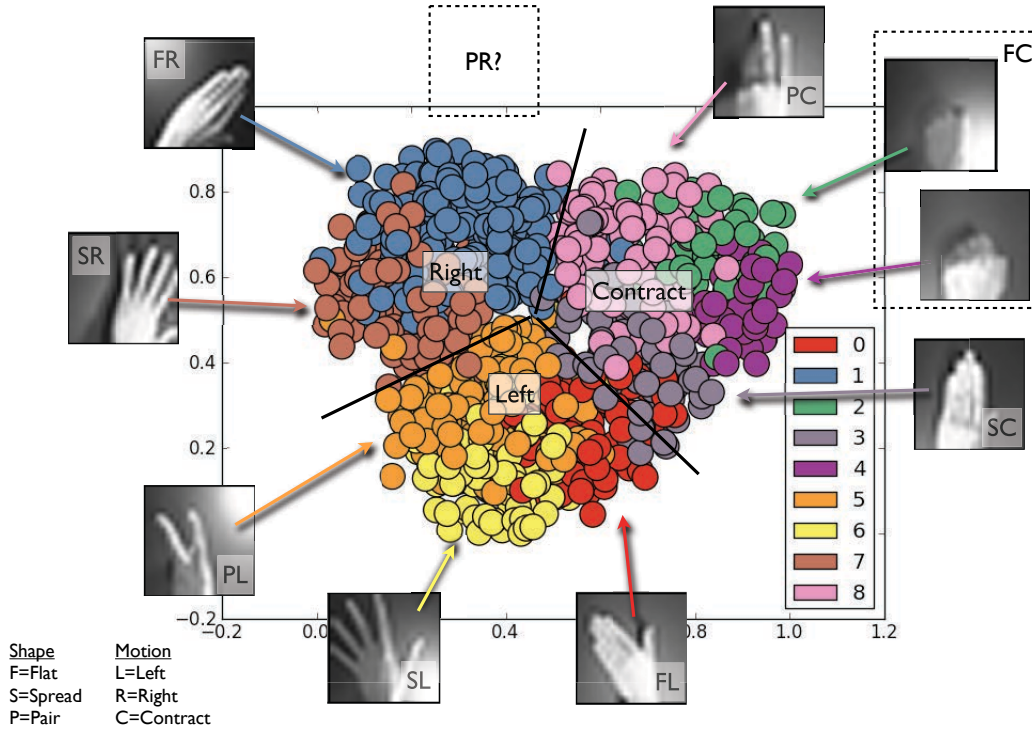 PR?
FC
FR
PC
0.8
SR
Right
0.6
Contract
0
0.4
1
Left
2
3
SC
0.2
4
5
6
PL
7
8
SL
FL
−0.2
−0.2
0.0
0.4
0.6
0.8
1.0
1.2
Shape
Motion
F=Flat
L=Left
S=Spread
R=Right
P=Pair
C=Contract